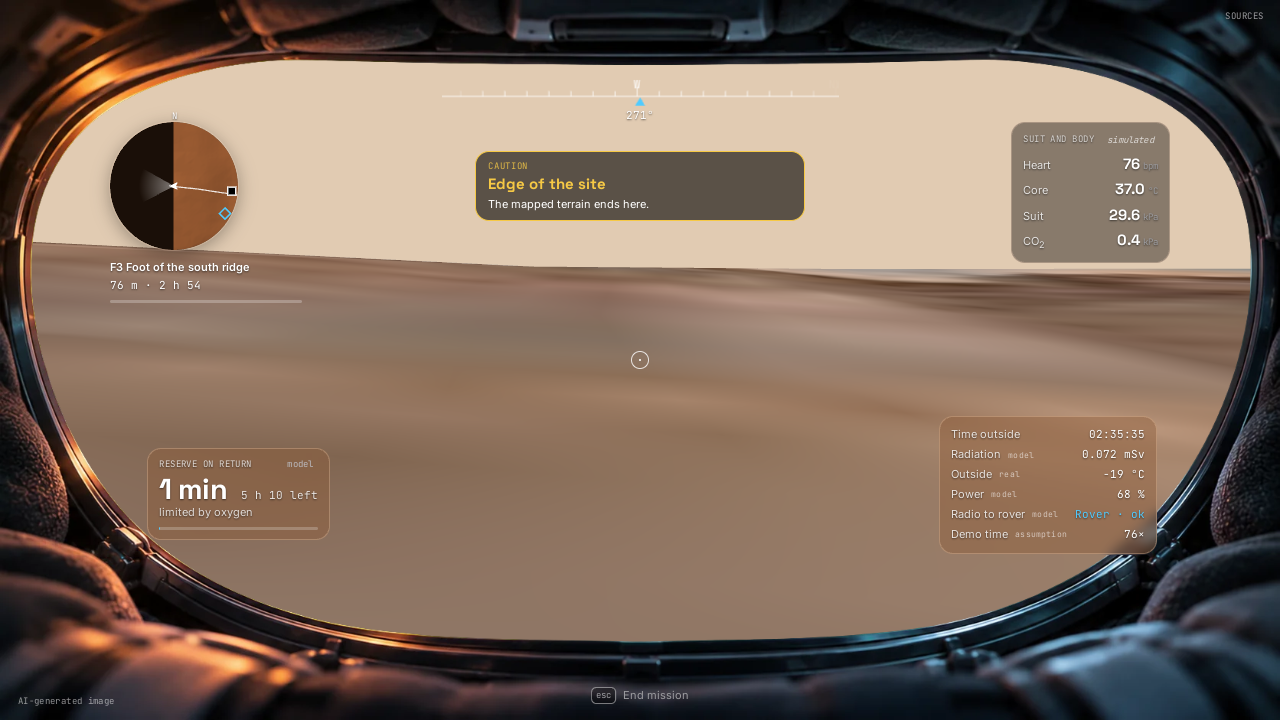 SOURCES
W
271°
N
CAUTION
Edge of the site
The mapped terrain ends here.
SUIT AND BODY simulated
Heart 76 bpm
Core 37.0 °C
Suit 29.6 kPa
CO2 0.4 kPa
F3 Foot of the south ridge
76 m · 2 h 54
RESERVE ON RETURN model
1 min 5 h 10 left
limited by oxygen
Time outside 02:35:35
Radiation model 0.072 mSv
Outside real -19 °C
Power model 68 %
Radio to rover model Rover · ok
Demo time assumption 76×
esc End mission
AI-generated image